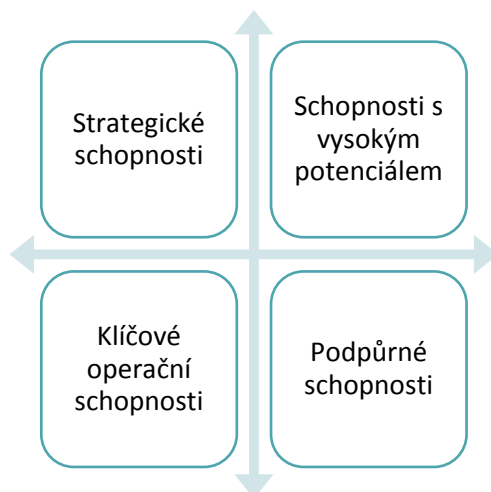 Strategické
schopnosti
Schopnosti s
vysokým
potenciálem
Klíčové
operační
schopnosti
Podpůrné
schopnosti